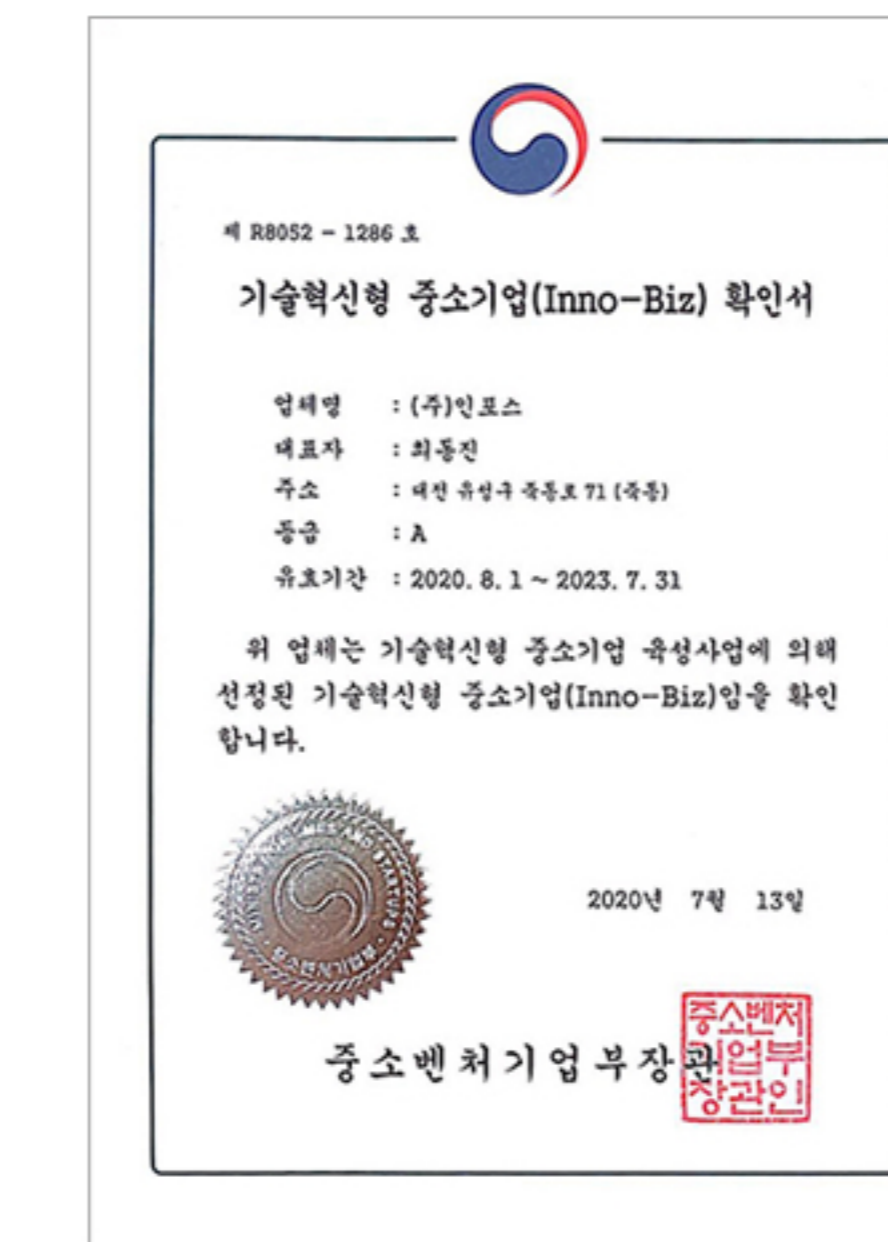 제 R8052 - 1286 호
기술혁신형 중소기업(Inno-Biz) 확인서
업체명 : (주)인포스
대표자 : 최동진
주소 : 대전 유성구 죽동로 71 (죽동)
등급 : A
유효기간 : 2020. 8. 1 ~ 2023. 7. 31
위 업체는 기술혁신형 중소기업 육성사업에 의해
선정된 기술혁신형 중소기업(Inno-Biz)임을 확인
합니다.
2020년 7월 13일
중소벤처기업부장관
중소벤처
기업부
장관인